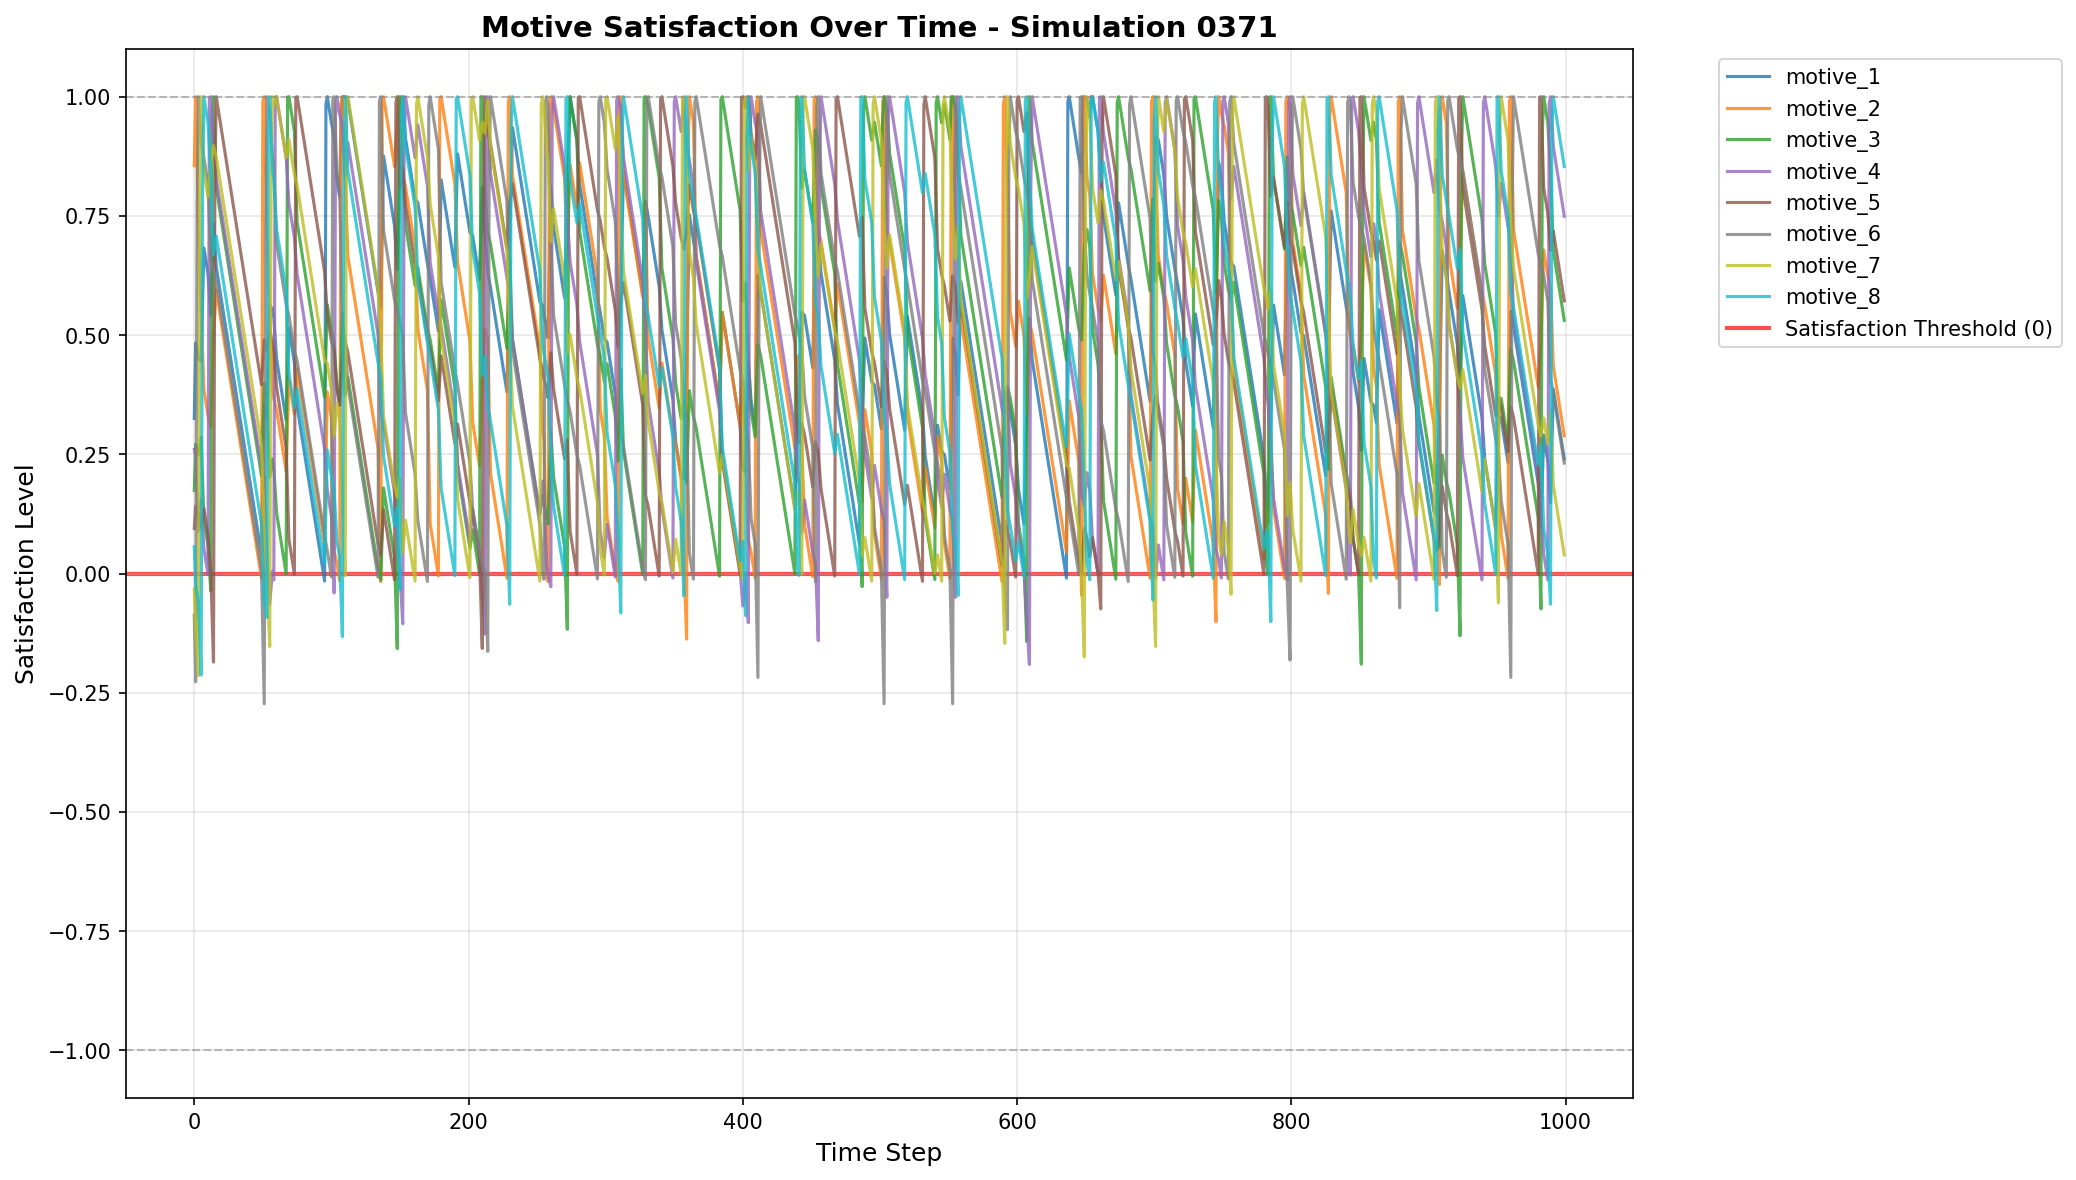 Motive Satisfaction Over Time - Simulation 0371
Satisfaction Level
1.00
0.75
0.50
0.25
0.00
−0.25
−0.50
−0.75
−1.00
0
200
400
600
800
1000
Time Step
motive_1
motive_2
motive_3
motive_4
motive_5
motive_6
motive_7
motive_8
Satisfaction Threshold (0)